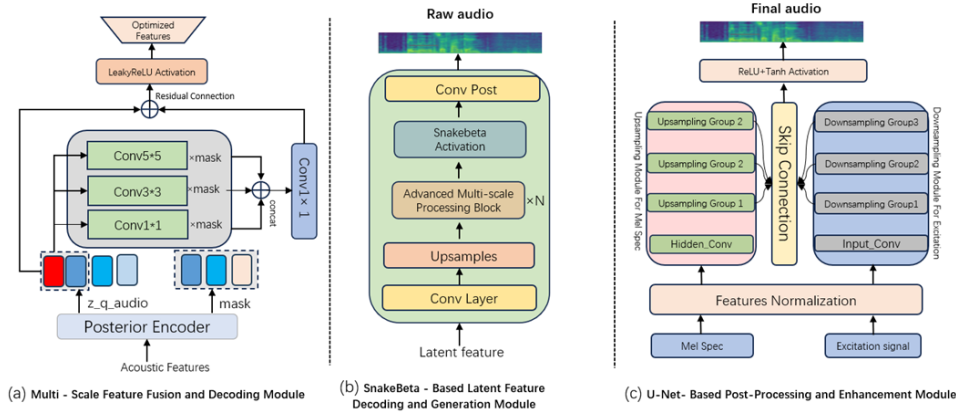 Optimized
Features
LeakyReLU Activation
Residual Connection
Conv5*5
×mask
Conv3*3
×mask
Conv1*1
×mask
concat
Conv1×1
z_q_audio
mask
Posterior Encoder
Acoustic Features
(a) Multi - Scale Feature Fusion and Decoding Module
Raw audio
Conv Post
Snakebeta
Activation
Advanced Multi-scale
Processing Block
×N
Upsamples
Conv Layer
Latent feature
(b) SnakeBeta - Based Latent Feature
Decoding and Generation Module
Final audio
ReLU+Tanh Activation
Upsampling Module For Mel Spec
Upsampling Group 2
Upsampling Group 2
Upsampling Group 1
Hidden_Conv
Skip Connection
Downsampling Group3
Downsampling Group2
Downsampling Group1
Input_Conv
Downsampling Module For Excitation
Features Normalization
Mel Spec
Excitation signal
(c) U-Net- Based Post-Processing and Enhancement Module